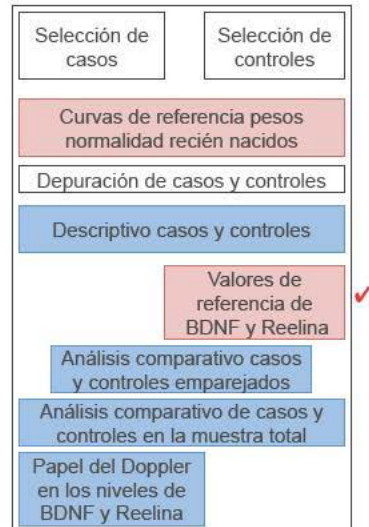 Selección de
casos
Selección de
controles
Curvas de referencia pesos
normalidad recién nacidos
Depuración de casos y controles
Descriptivo casos y controles
Valores de
referencia de
BDNF y Reelina
Análisis comparativo casos
y controles emparejados
Análisis comparativo de casos y
controles en la muestra total
Papel del Doppler
en los niveles de
BDNF y Reelina